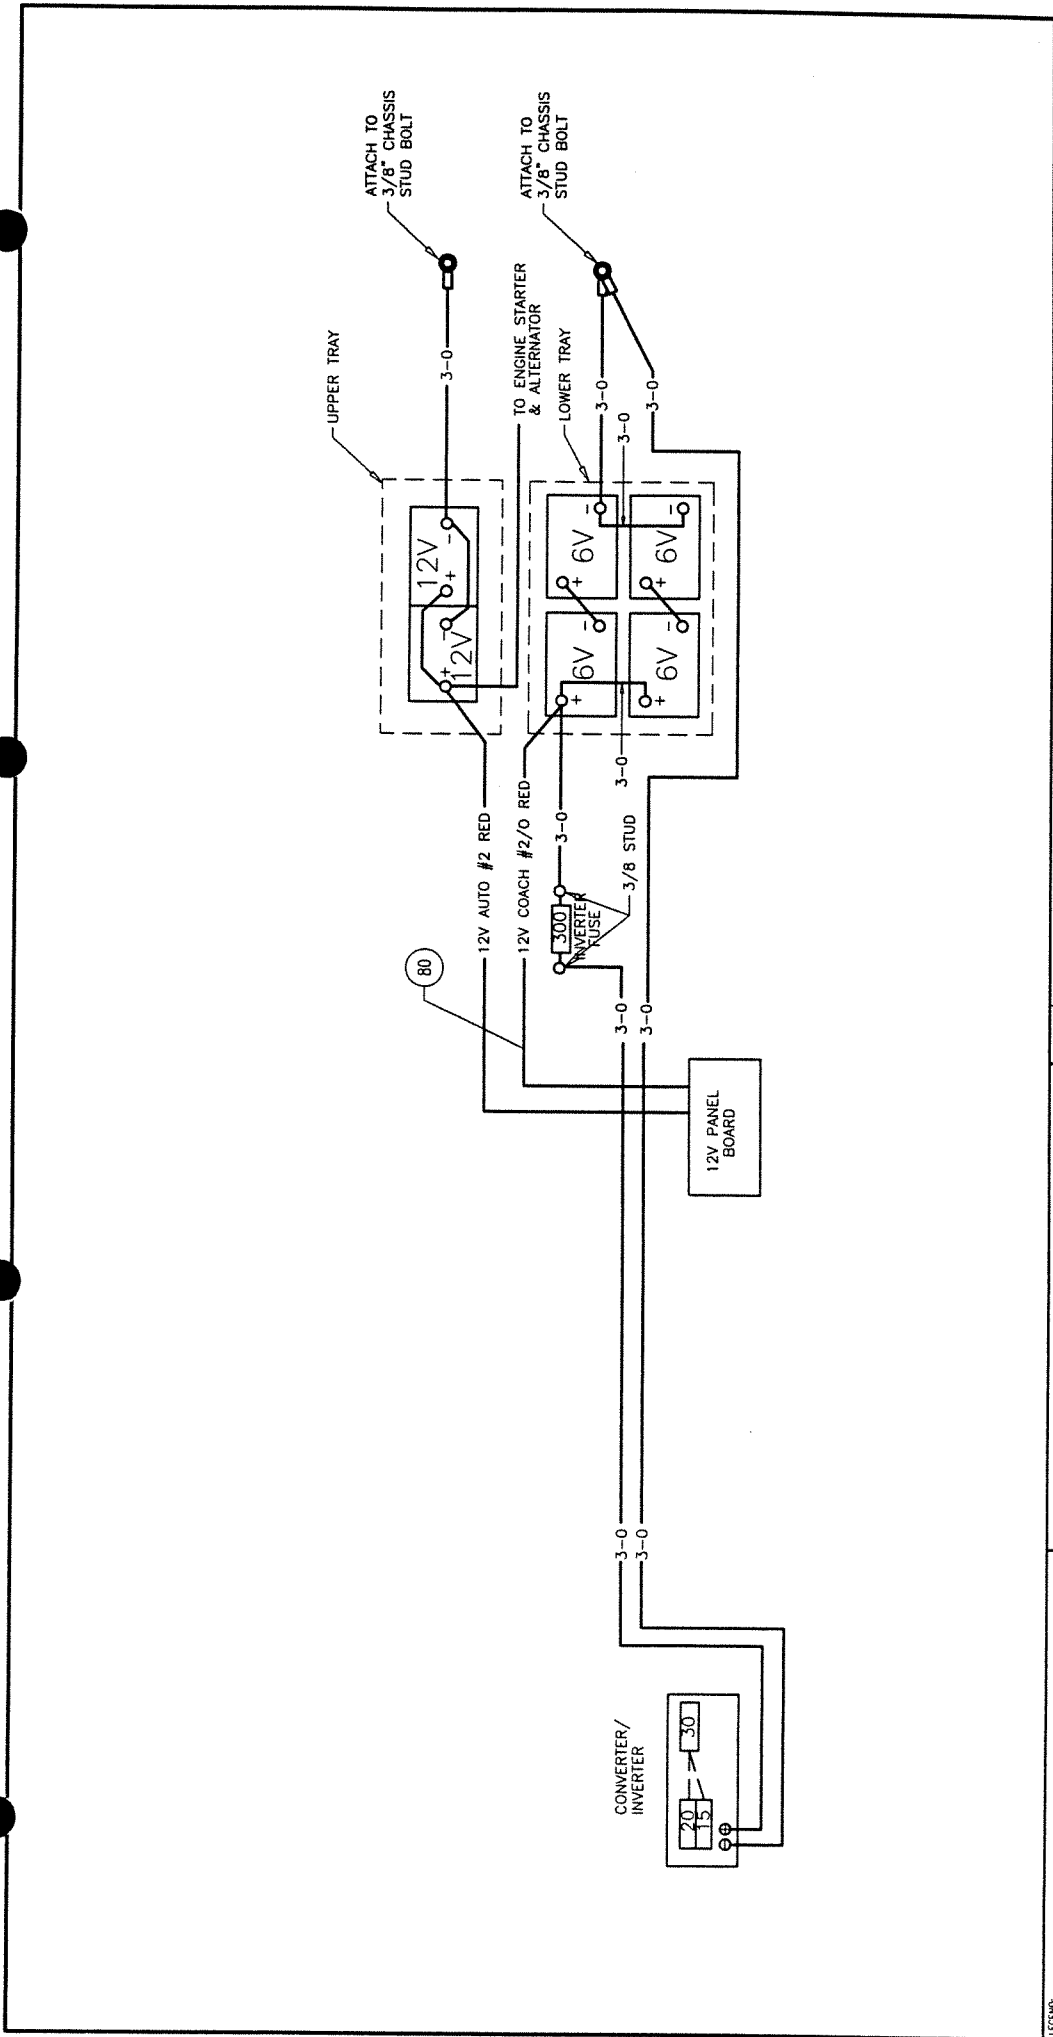 ATTACH TO
3/8" CHASSIS
STUD BOLT
ATTACH TO
3/8" CHASSIS
STUD BOLT
UPPER TRAY
3-0
TO ENGINE STARTER
& ALTERNATOR
LOWER TRAY
3-0
3-0
3-0
12V
+
-
12V
+
-
6V
+
-
6V
+
-
6V
+
-
6V
+
-
3-0
12V AUTO #2 RED
12V COACH #2/0 RED
3-0
3/8 STUD
300
INVERTER
FUSE
80
3-0
3-0
12V PANEL
BOARD
3-0
3-0
CONVERTER/
INVERTER
30
20
15